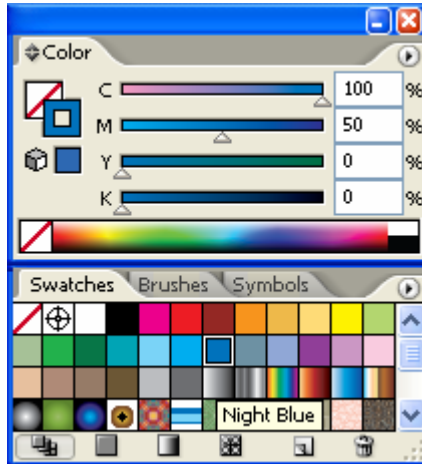 Color
C 100 %
M 50 %
Y 0 %
K 0 %
Swatches Brushes Symbols
Night Blue